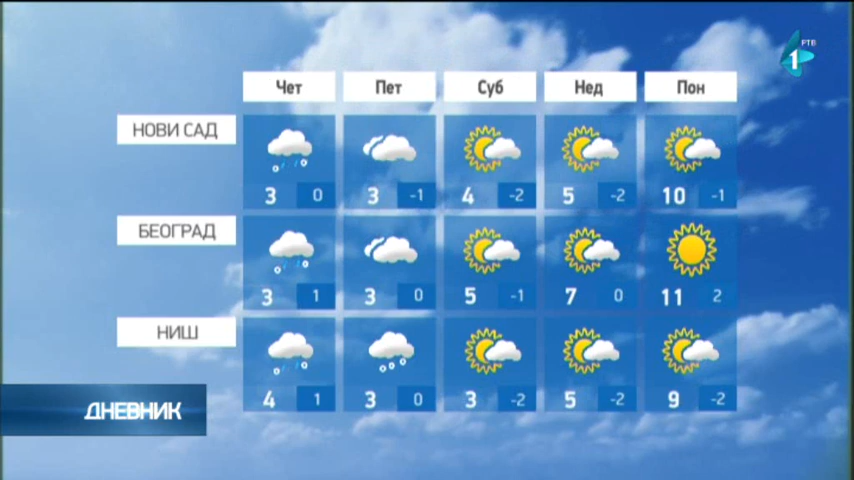 1 РТВ
Чет Пет Суб Нед Пон
НОВИ САД
3 0 3 -1 4 -2 5 -2 10 -1
БЕОГРАД
3 1 3 0 5 -1 7 0 11 2
НИШ
4 1 3 0 3 -2 5 -2 9 -2
ДНЕВНИК